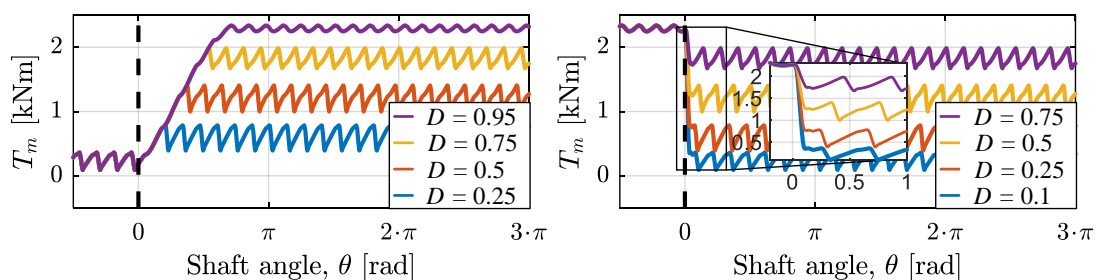 T_m [kNm]
2
1
0
D = 0.95
D = 0.75
D = 0.5
D = 0.25
0 π 2·π 3·π
Shaft angle, θ [rad]
T_m [kNm]
2
1
0
2
1.5
1
0.5
0 0.5 1
D = 0.75
D = 0.5
D = 0.25
D = 0.1
0 π 2·π 3·π
Shaft angle, θ [rad]